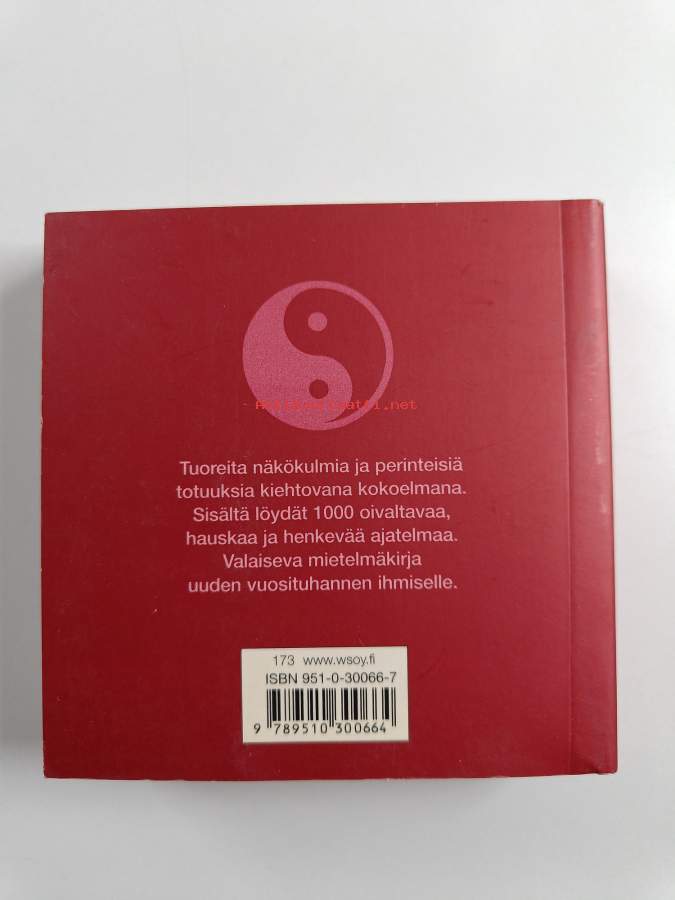 Tuoreita näkökulmia ja perinteisiä
totuuksia kiehtovana kokoelmana.
Sisältä löydät 1000 oivaltavaa,
hauskaa ja henkevää ajatelmaa.
Valaiseva mietelmäkirja
uuden vuosituhannen ihmiselle.
173 www.wsoy.fi
ISBN 951-0-30066-7
9 789510 300664